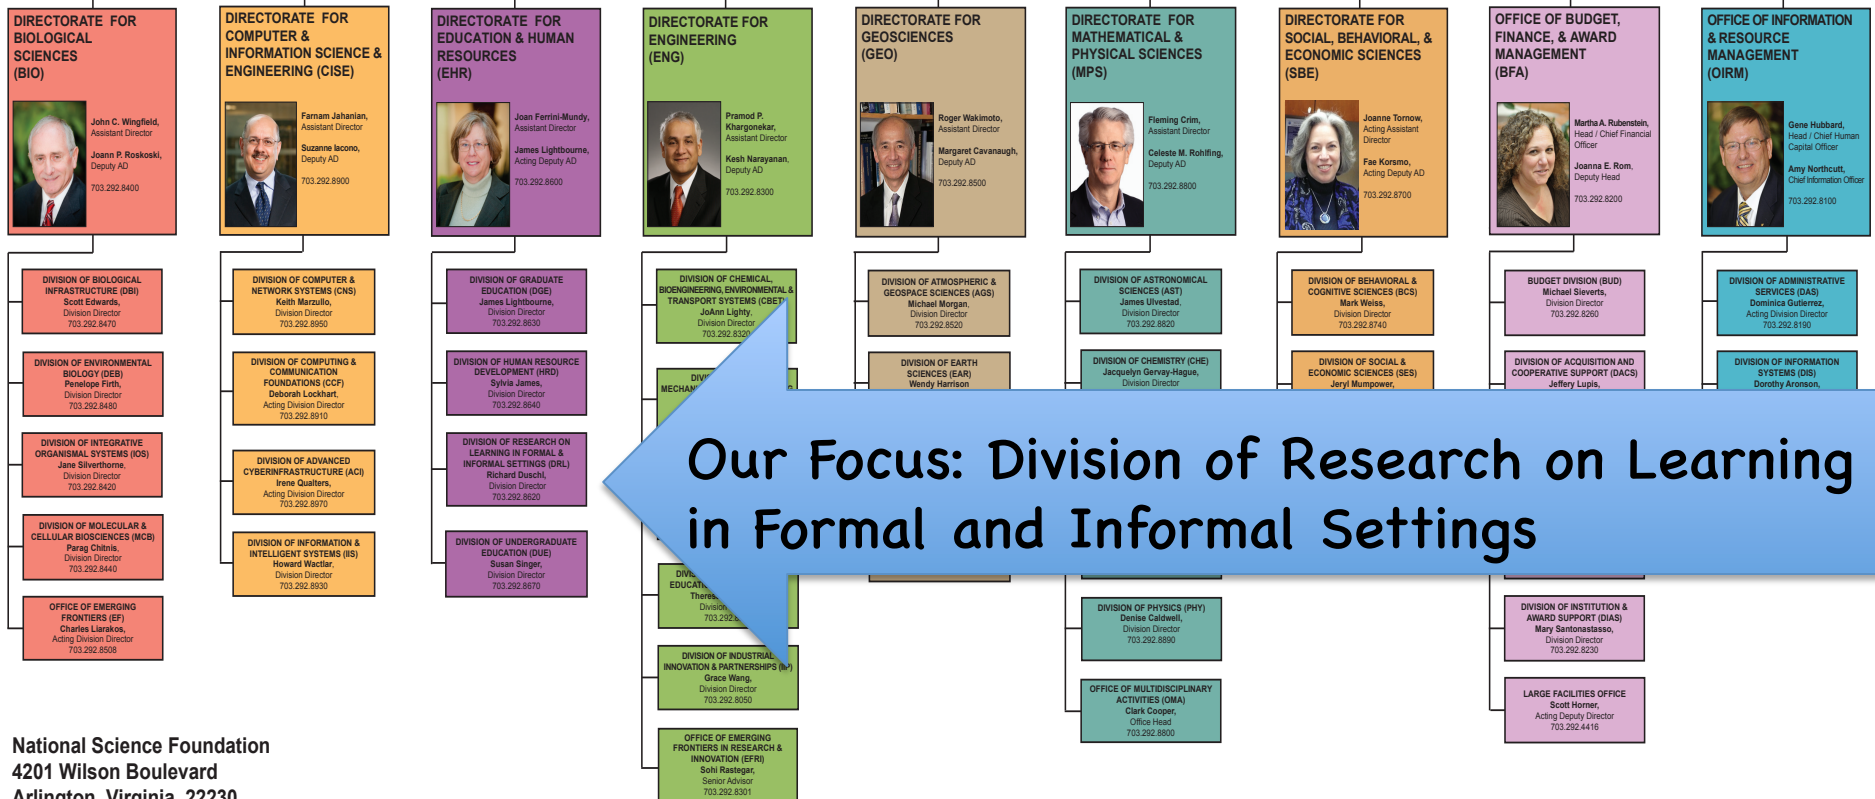 DIRECTORATE FOR
BIOLOGICAL
SCIENCES
(BIO)
John C. Wingfield,
Assistant Director
Joann P. Roskoski,
Deputy AD
703.292.8400
DIVISION OF BIOLOGICAL
INFRASTRUCTURE (DBI)
Scott Edwards,
Division Director
703.292.8470
DIVISION OF ENVIRONMENTAL
BIOLOGY (DEB)
Penelope Firth,
Division Director
703.292.8480
DIVISION OF INTEGRATIVE
ORGANISMAL SYSTEMS (IOS)
Jane Silverthorne,
Division Director
703.292.8420
DIVISION OF MOLECULAR &
CELLULAR BIOSCIENCES (MCB)
Parag Chitnis,
Division Director
703.292.8440
OFFICE OF EMERGING
FRONTIERS (EF)
Charles Liarakos,
Acting Division Director
703.292.8508
DIRECTORATE FOR
COMPUTER &
INFORMATION SCIENCE &
ENGINEERING (CISE)
Farnam Jahanian,
Assistant Director
Suzanne Iacono,
Deputy AD
703.292.8900
DIVISION OF COMPUTER &
NETWORK SYSTEMS (CNS)
Keith Marzullo,
Division Director
703.292.8950
DIVISION OF COMPUTING &
COMMUNICATION
FOUNDATIONS (CCF)
Deborah Lockhart,
Acting Division Director
703.292.8910
DIVISION OF ADVANCED
CYBERINFRASTRUCTURE (ACI)
Irene Qualters,
Acting Division Director
703.292.8970
DIVISION OF INFORMATION &
INTELLIGENT SYSTEMS (IIS)
Howard Wactlar,
Division Director
703.292.8930
DIRECTORATE FOR
EDUCATION & HUMAN
RESOURCES
(EHR)
Joan Ferrini-Mundy,
Assistant Director
James Lightbourne,
Acting Deputy AD
703.292.8600
DIVISION OF GRADUATE
EDUCATION (DGE)
James Lightbourne,
Division Director
703.292.8630
DIVISION OF HUMAN RESOURCE
DEVELOPMENT (HRD)
Sylvia James,
Division Director
703.292.8640
DIVISION OF RESEARCH ON
LEARNING IN FORMAL &
INFORMAL SETTINGS (DRL)
Richard Duschl,
Division Director
703.292.8620
DIVISION OF UNDERGRADUATE
EDUCATION (DUE)
Susan Singer,
Division Director
703.292.8670
DIRECTORATE FOR
ENGINEERING
(ENG)
Pramod P.
Khargonekar,
Assistant Director
Kesh Narayanan,
Deputy AD
703.292.8300
DIVISION OF CHEMICAL,
BIOENGINEERING, ENVIRONMENTAL &
TRANSPORT SYSTEMS (CBET)
JoAnn Lighty,
Division Director
703.292.8320
DIVISION OF INDUSTRIAL
INNOVATION & PARTNERSHIPS (IIP)
Grace Wang,
Division Director
703.292.8050
OFFICE OF EMERGING
FRONTIERS IN RESEARCH &
INNOVATION (EFRI)
Sohi Rastegar,
Senior Advisor
703.292.8301
DIRECTORATE FOR
GEOSCIENCES
(GEO)
Roger Wakimoto,
Assistant Director
Margaret Cavanaugh,
Deputy AD
703.292.8500
DIVISION OF ATMOSPHERIC &
GEOSPACE SCIENCES (AGS)
Michael Morgan,
Division Director
703.292.8520
DIVISION OF EARTH
SCIENCES (EAR)
Wendy Harrison
DIRECTORATE FOR
MATHEMATICAL &
PHYSICAL SCIENCES
(MPS)
Fleming Crim,
Assistant Director
Celeste M. Rohlfing,
Deputy AD
703.292.8800
DIVISION OF ASTRONOMICAL
SCIENCES (AST)
James Ulvestad,
Division Director
703.292.8820
DIVISION OF CHEMISTRY (CHE)
Jacquelyn Gervay-Hague,
Division Director
DIVISION OF PHYSICS (PHY)
Denise Caldwell,
Division Director
703.292.8890
OFFICE OF MULTIDISCIPLINARY
ACTIVITIES (OMA)
Clark Cooper,
Office Head
703.292.8800
DIRECTORATE FOR
SOCIAL, BEHAVIORAL, &
ECONOMIC SCIENCES
(SBE)
Joanne Tornow,
Acting Assistant
Director
Fae Korsmo,
Acting Deputy AD
703.292.8700
DIVISION OF BEHAVIORAL &
COGNITIVE SCIENCES (BCS)
Mark Weiss,
Division Director
703.292.8740
DIVISION OF SOCIAL &
ECONOMIC SCIENCES (SES)
Jeryl Mumpower,
OFFICE OF BUDGET,
FINANCE, & AWARD
MANAGEMENT
(BFA)
Martha A. Rubenstein,
Head / Chief Financial
Officer
Joanna E. Rom,
Deputy Head
703.292.8200
BUDGET DIVISION (BUD)
Michael Sieverts,
Division Director
703.292.8260
DIVISION OF ACQUISITION AND
COOPERATIVE SUPPORT (DACS)
Jeffery Lupis,
DIVISION OF INSTITUTION &
AWARD SUPPORT (DIAS)
Mary Santonastasso,
Division Director
703.292.8230
LARGE FACILITIES OFFICE
Scott Horner,
Acting Deputy Director
703.292.4416
OFFICE OF INFORMATION
& RESOURCE
MANAGEMENT
(OIRM)
Gene Hubbard,
Head / Chief Human
Capital Officer
Amy Northcutt,
Chief Information Officer
703.292.8100
DIVISION OF ADMINISTRATIVE
SERVICES (DAS)
Dominica Gutierrez,
Acting Division Director
703.292.8190
DIVISION OF INFORMATION
SYSTEMS (DIS)
Dorothy Aronson,
Our Focus: Division of Research on Learning
in Formal and Informal Settings
National Science Foundation
4201 Wilson Boulevard
Arlington, Virginia 22230